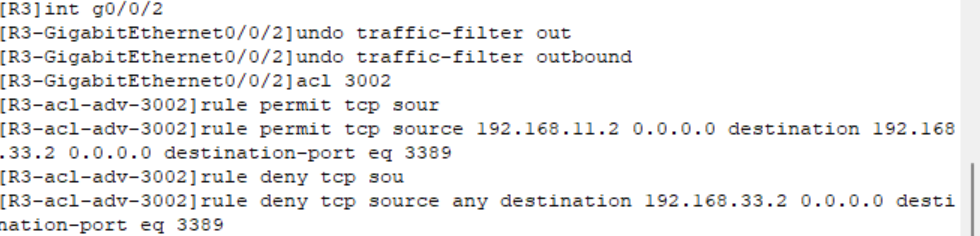 [R3]int g0/0/2
[R3-GigabitEthernet0/0/2]undo traffic-filter out
[R3-GigabitEthernet0/0/2]undo traffic-filter outbound
[R3-GigabitEthernet0/0/2]acl 3002
[R3-acl-adv-3002]rule permit tcp sour
[R3-acl-adv-3002]rule permit tcp source 192.168.11.2 0.0.0.0 destination 192.168
.33.2 0.0.0.0 destination-port eq 3389
[R3-acl-adv-3002]rule deny tcp sou
[R3-acl-adv-3002]rule deny tcp source any destination 192.168.33.2 0.0.0.0 desti
nation-port eq 3389